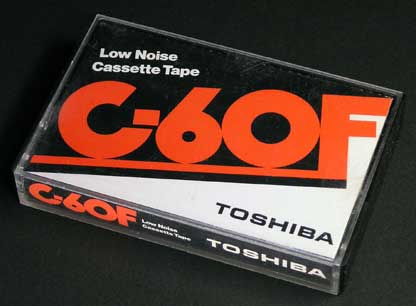 Low Noise
Cassette Tape
C-60F
TOSHIBA
C-60F
Low Noise
Cassette Tape
TOSHIBA